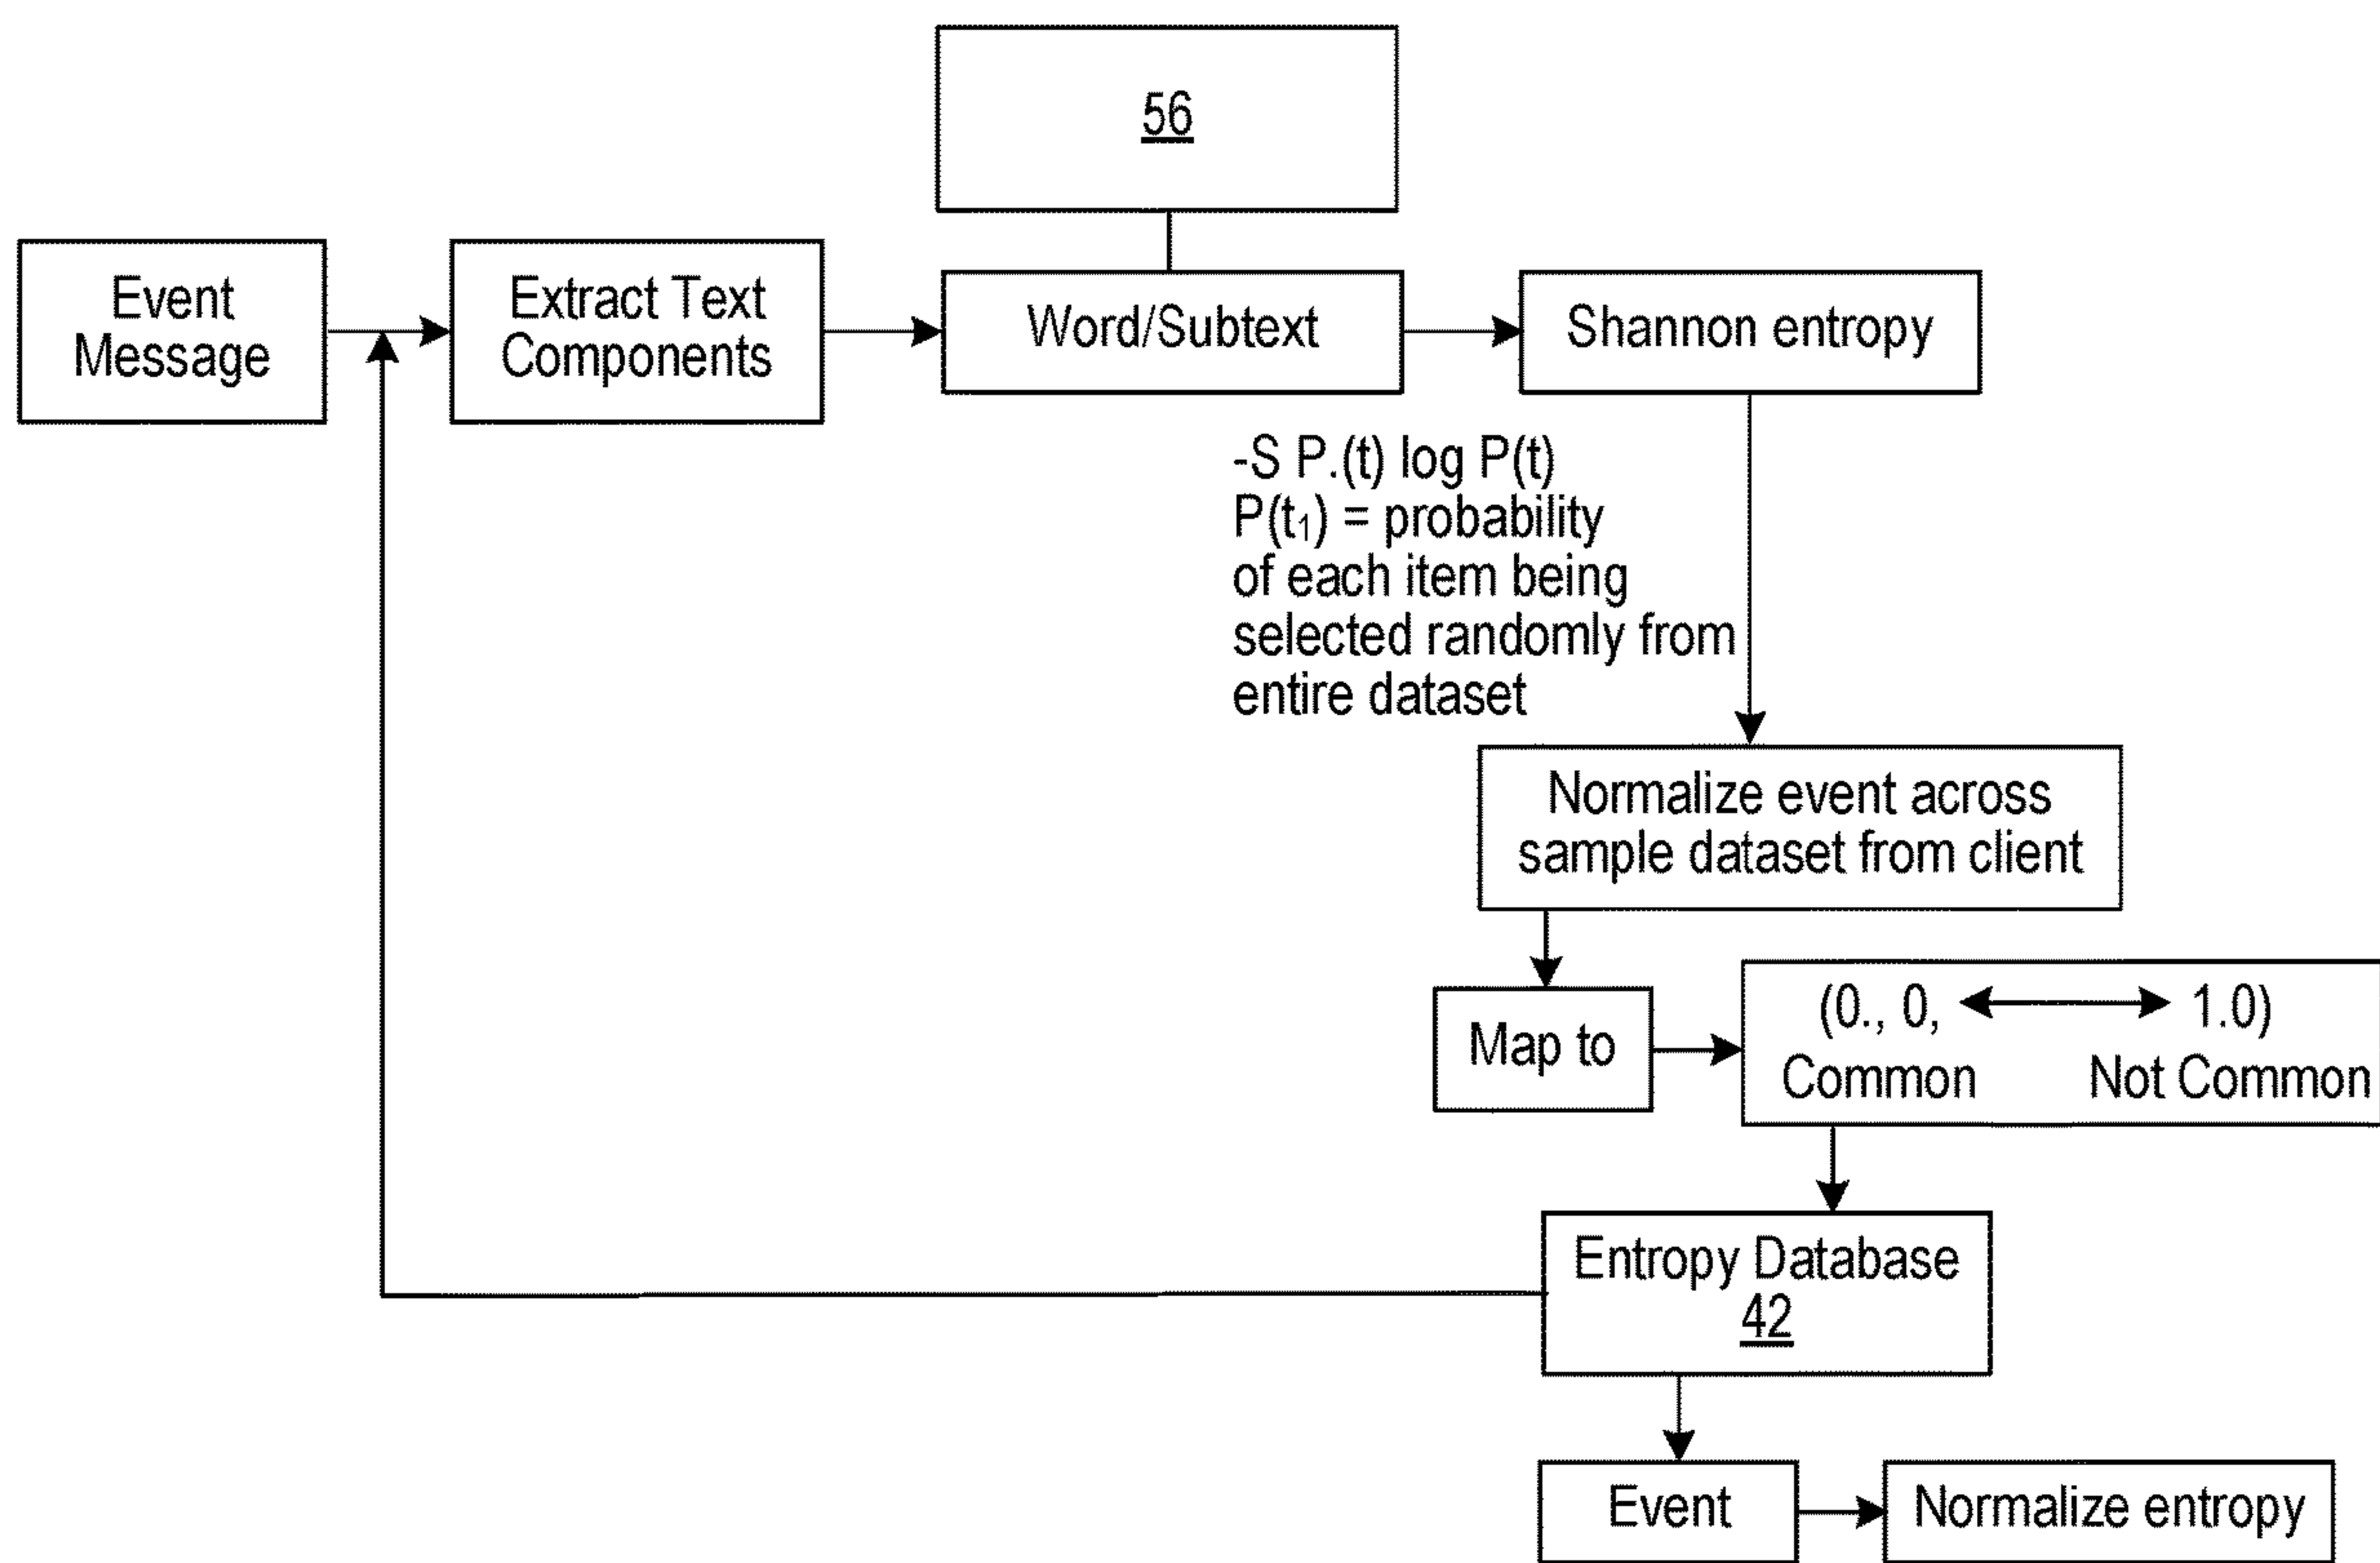 56
Event
Message
Extract Text
Components
Word/Subtext
Shannon entropy
-S P.(t) log P(t)
P(t₁) = probability
of each item being
selected randomly from
entire dataset
Normalize event across
sample dataset from client
Map to
(0., 0, 1.0)
Common Not Common
Entropy Database
42
Event
Normalize entropy